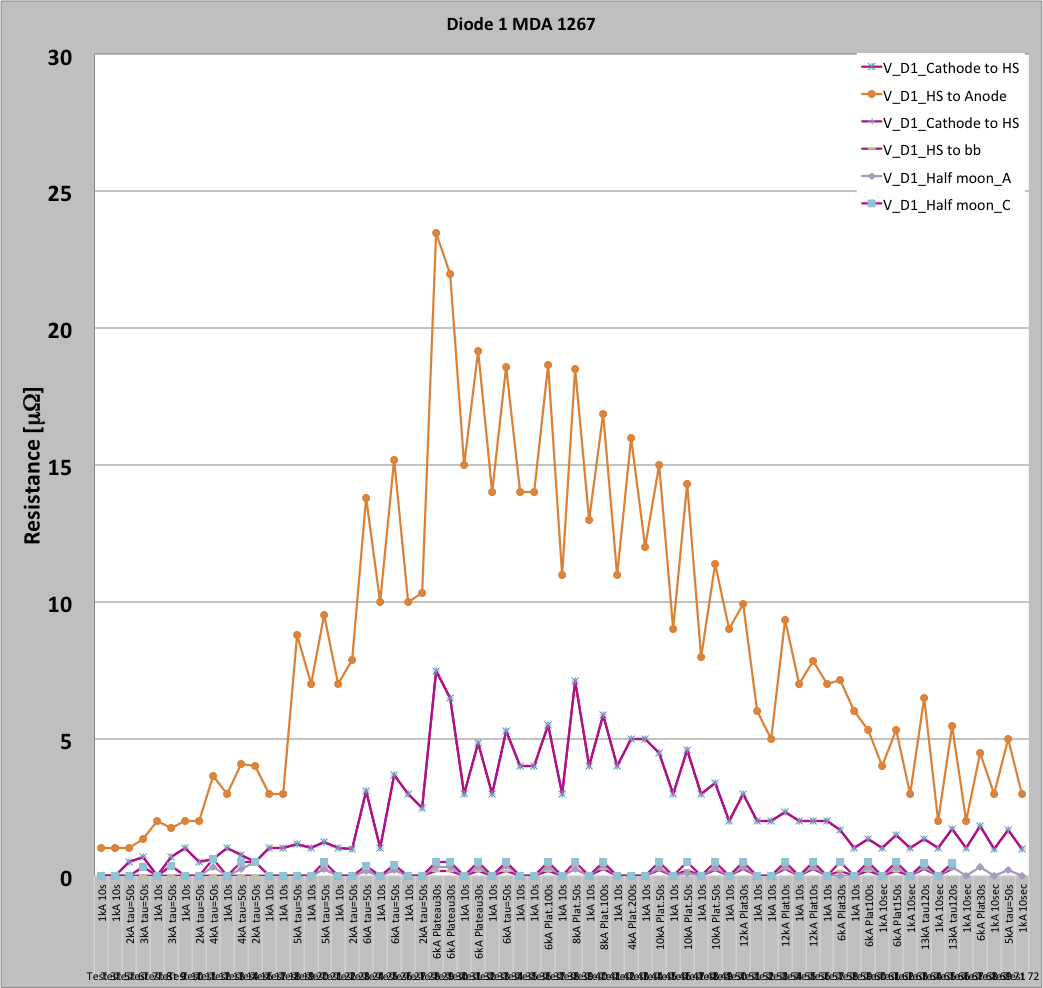 Diode 1 MDA 1267
30
25
20
15
10
5
0
Resistance [µΩ]
V_D1_Cathode to HS
V_D1_HS to Anode
V_D1_Cathode to HS
V_D1_HS to bb
V_D1_Half moon_A
V_D1_Half moon_C
1kA 10s
1kA 10s
2kA tau=50s
3kA tau=50s
1kA 10s
3kA tau=50s
1kA 10s
2kA tau=50s
4kA tau=50s
1kA 10s
4kA tau=50s
2kA tau=50s
1kA 10s
1kA 10s
5kA tau=50s
1kA 10s
5kA tau=50s
1kA 10s
2kA tau=50s
6kA tau=50s
1kA 10s
6kA tau=50s
1kA 10s
2kA tau=50s
6kA Plateau30s
6kA Plateau30s
1kA 10s
6kA Plateau30s
1kA 10s
6kA tau=50s
1kA 10s
1kA 10s
6kA Plat.100s
1kA 10s
8kA Plat.50s
1kA 10s
8kA Plat.100s
1kA 10s
4kA Plat.200s
1kA 10s
10kA Plat.50s
1kA 10s
10kA Plat.50s
1kA 10s
10kA Plat.50s
1kA 10s
12kA Plat30s
1kA 10s
1kA 10s
12kA Plat10s
1kA 10s
12kA Plat10s
1kA 10s
6kA Plat30s
1kA 10s
6kA Plat100s
1kA 10sec
6kA Plat150s
1kA 10sec
13kA tau120s
1kA 10sec
13kA tau120s
1kA 10sec
6kA Plat30s
1kA 10sec
5kA tau=50s
1kA 10sec